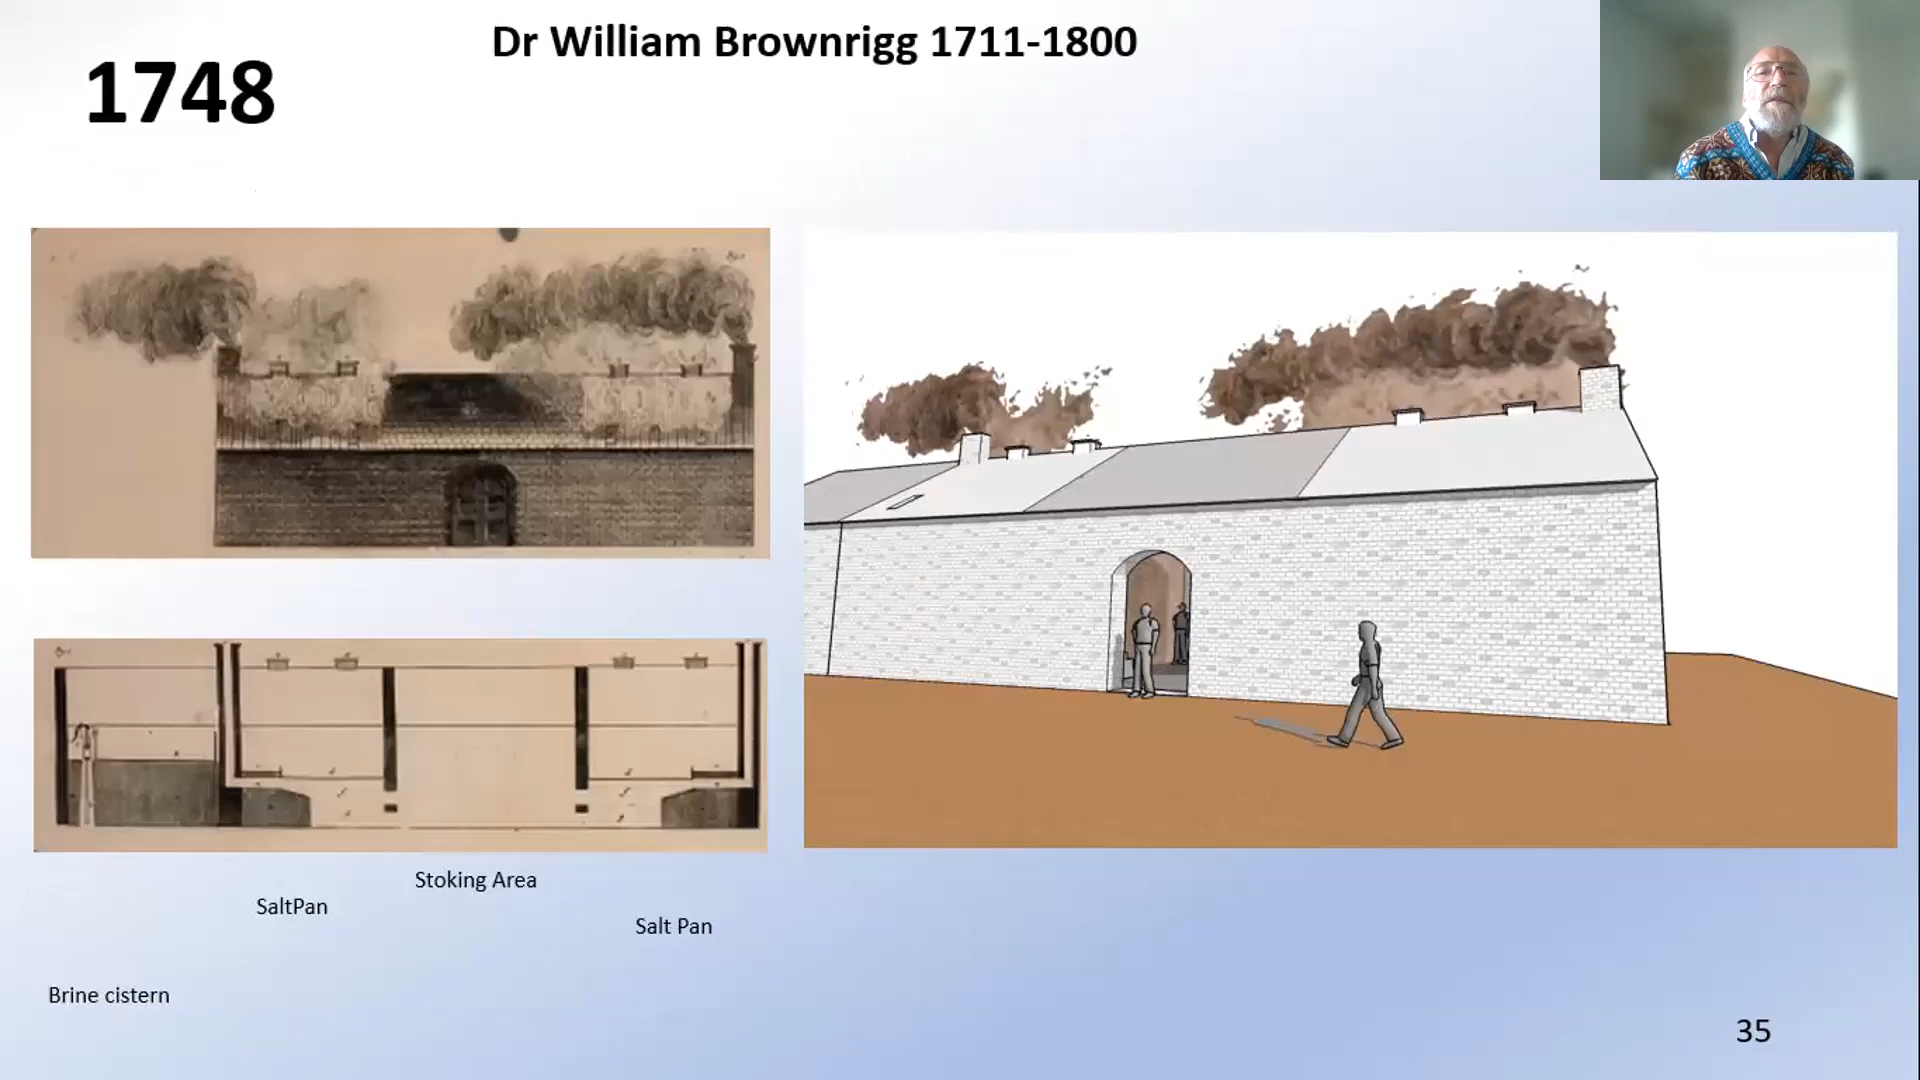 Dr William Brownrigg 1711-1800
1748
Stoking Area
SaltPan
Salt Pan
Brine cistern
35